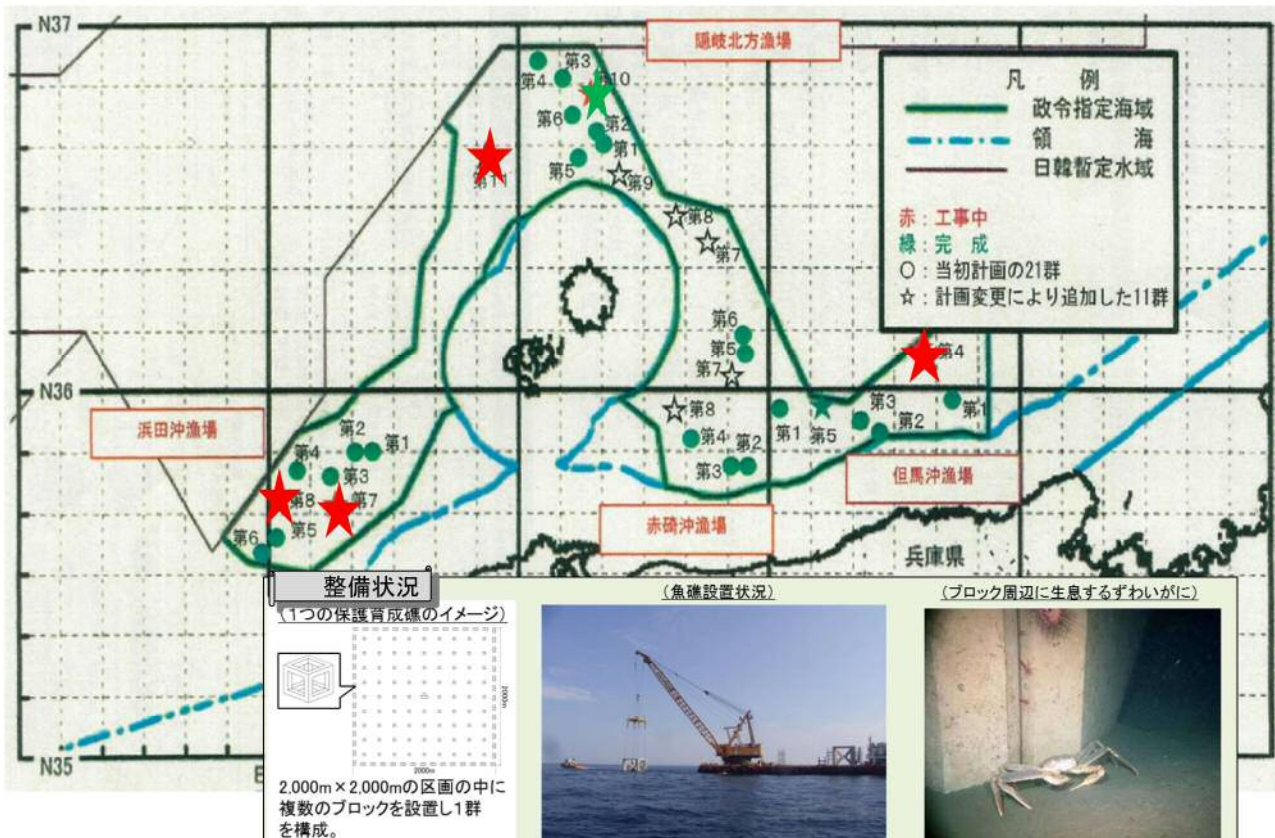 N37
隠岐北方漁場
凡 例
政令指定海域
領 海
日韓暫定水域
赤：工事中
緑：完 成
○：当初計画の21群
☆：計画変更により追加した11群
第3
第4
第10
第6
第2
第1
第5
第9
第11
第8
第7
第6
第5
第7
第4
N36
第8
第1
第3
第1
浜田沖漁場
第2
第1
第4
第5
第2
第4
第3
第2
第3
但馬沖漁場
第8
第7
赤碕沖漁場
第5
第6
兵庫県
N35
整備状況
(1つの保護育成礁のイメージ)
2000m
2000m
2,000m×2,000mの区画の中に
複数のブロックを設置し1群
を構成。
(魚礁設置状況)
(ブロック周辺に生息するずわいがに)